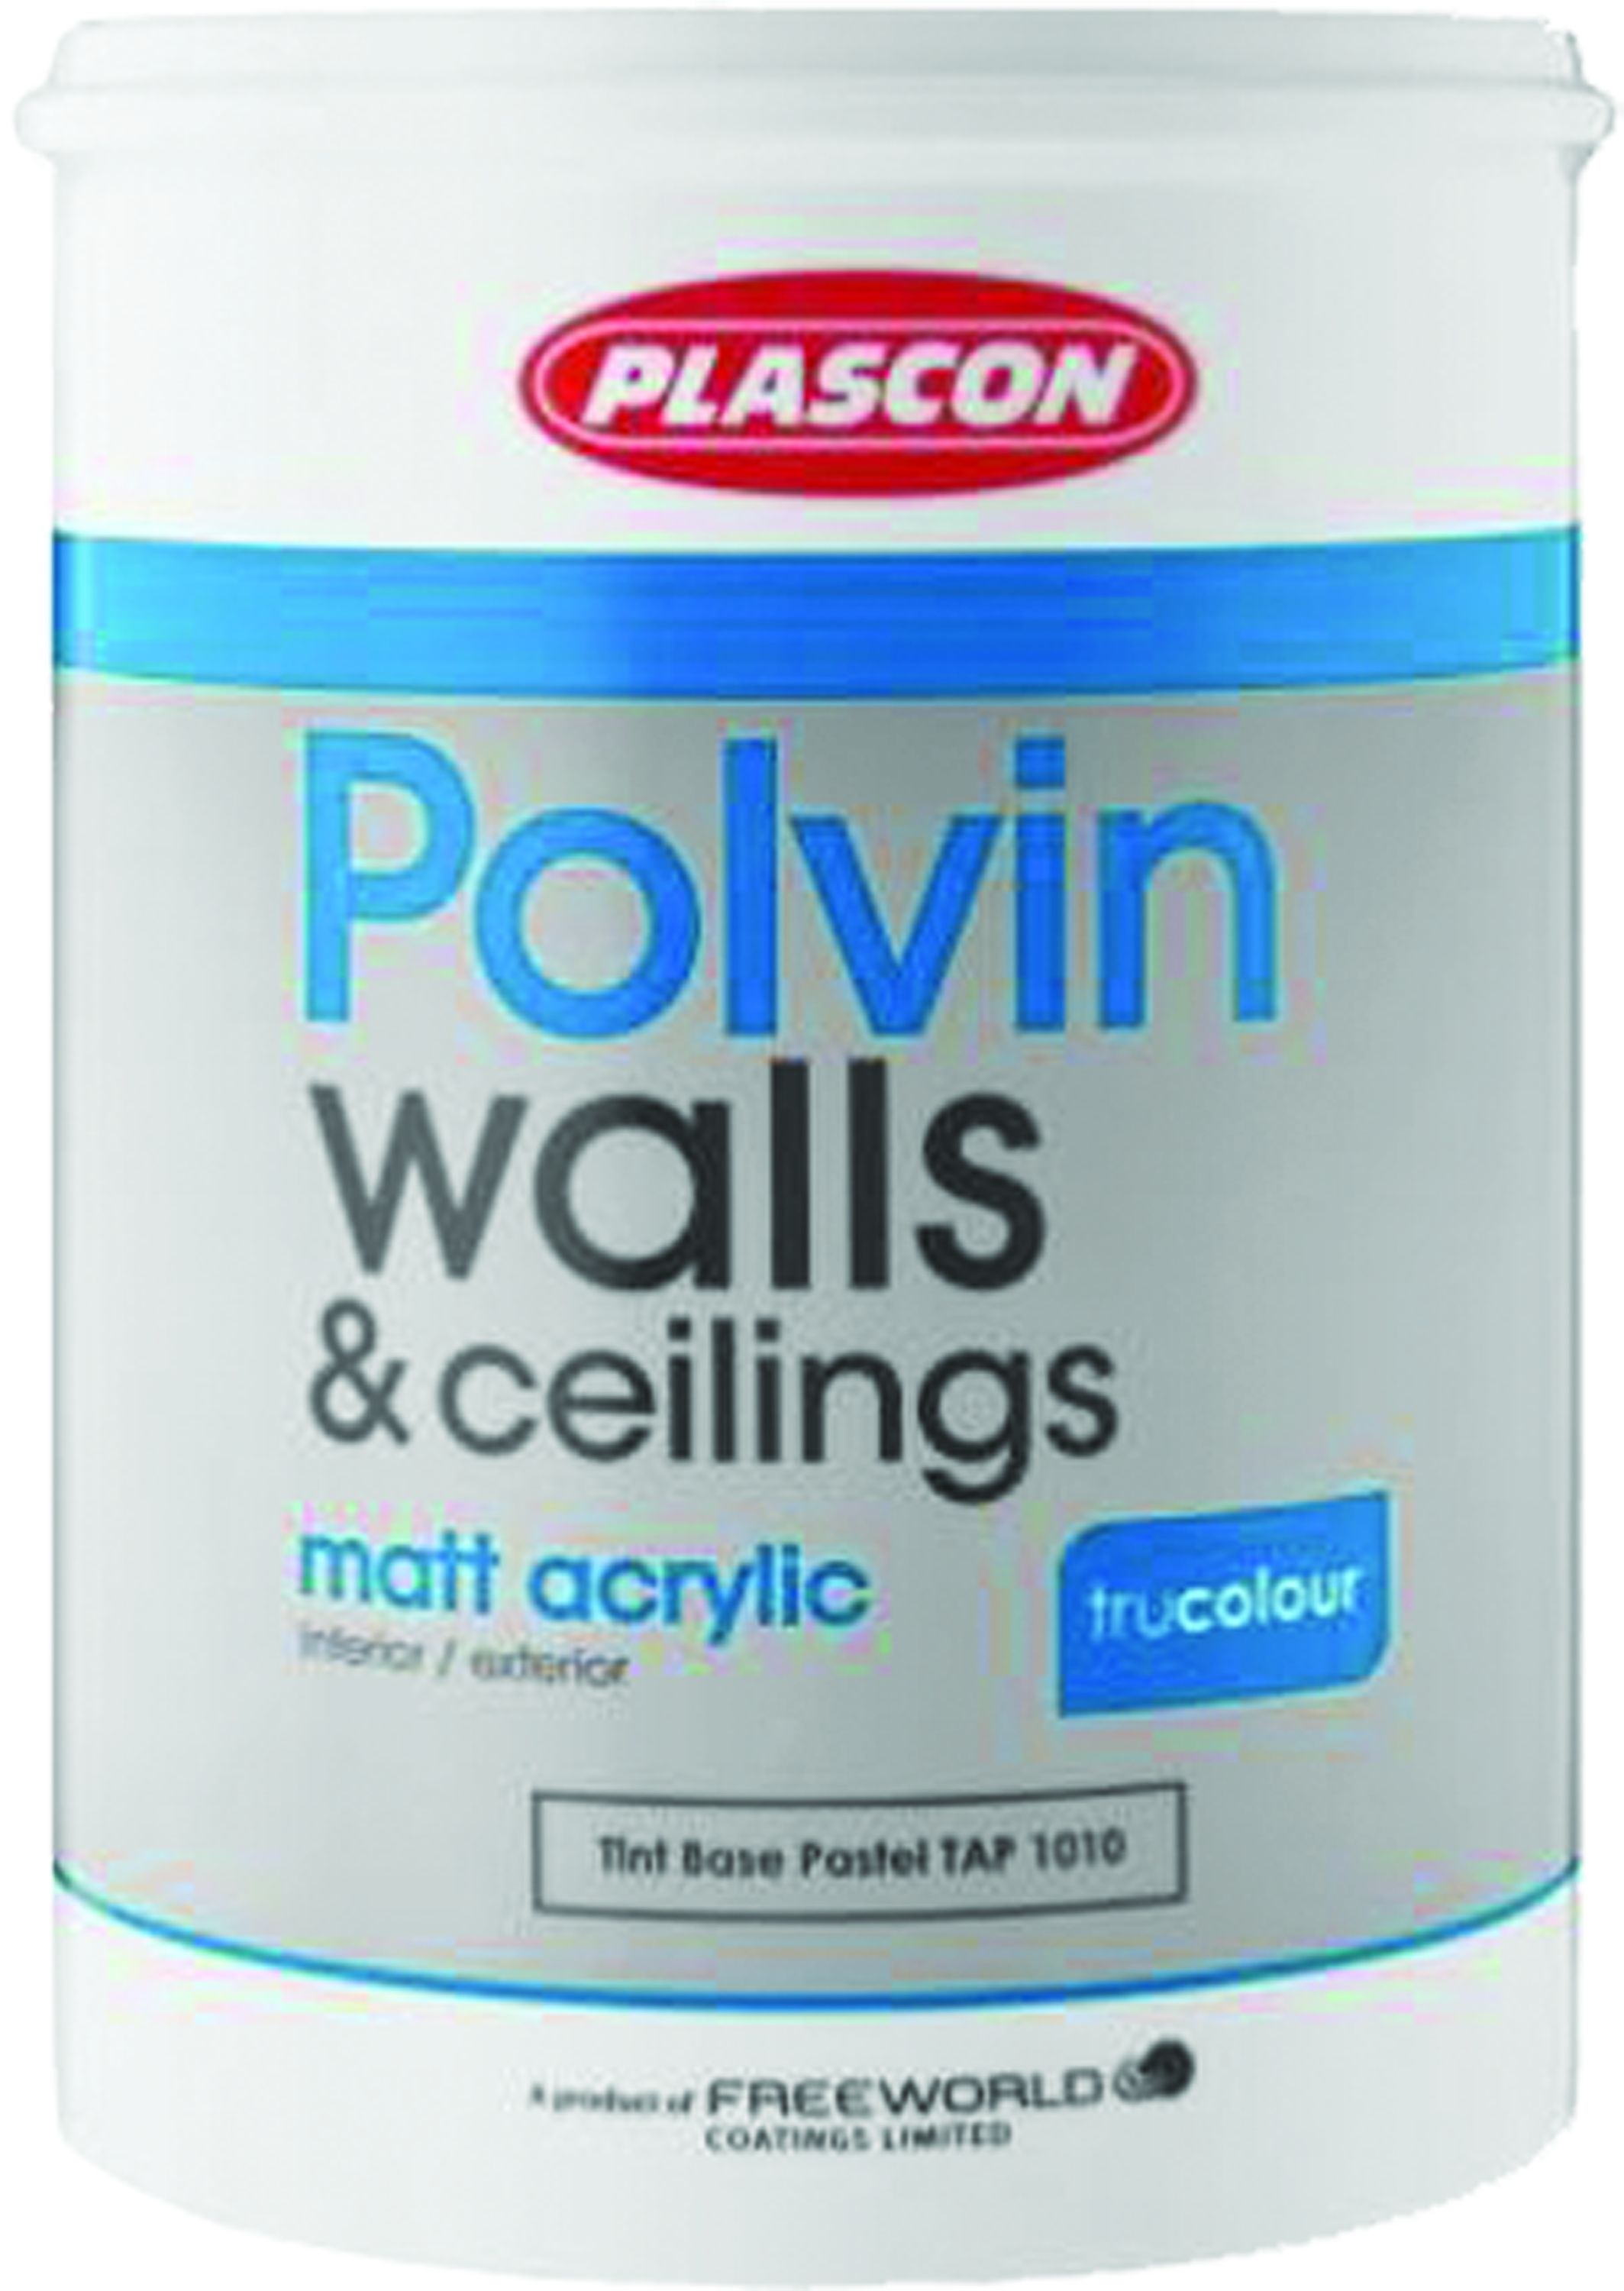 PLASCON
Polvin
walls
& ceilings
matt acrylic
interior / exterior
trucolour
Tint Base Pastel TAP 1010
A product of FREEWORLD
COATINGS LIMITED